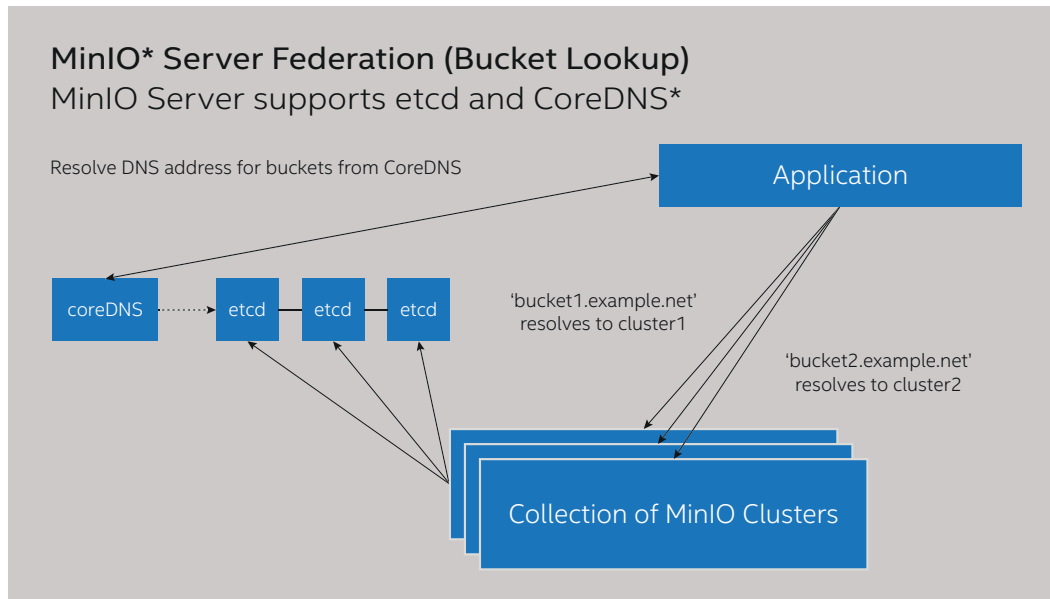 MinIO* Server Federation (Bucket Lookup)
MinIO Server supports etcd and CoreDNS*
Resolve DNS address for buckets from CoreDNS
Application
coreDNS
etcd
etcd
etcd
‘bucket1.example.net’
resolves to cluster1
‘bucket2.example.net’
resolves to cluster2
Collection of MinIO Clusters